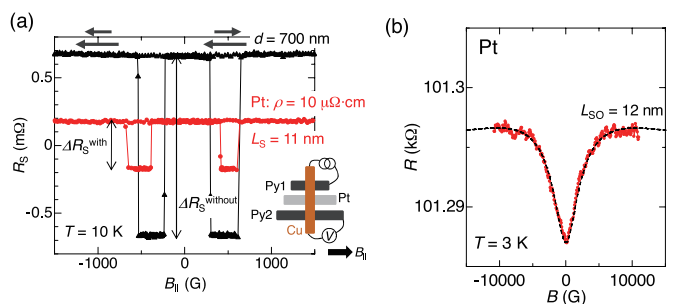 (a)
d = 700 nm
0.5
0
-0.5
R_S (mΩ)
Pt: ρ = 10 μΩ·cm
L_S = 11 nm
ΔR_S^with
ΔR_S^without
Py1
Pt
Py2
Cu
V
B_||
T = 10 K
-1000
0
1000
B_|| (G)
(b)
Pt
101.3
101.29
R (kΩ)
L_SO = 12 nm
T = 3 K
-10000
0
10000
B (G)